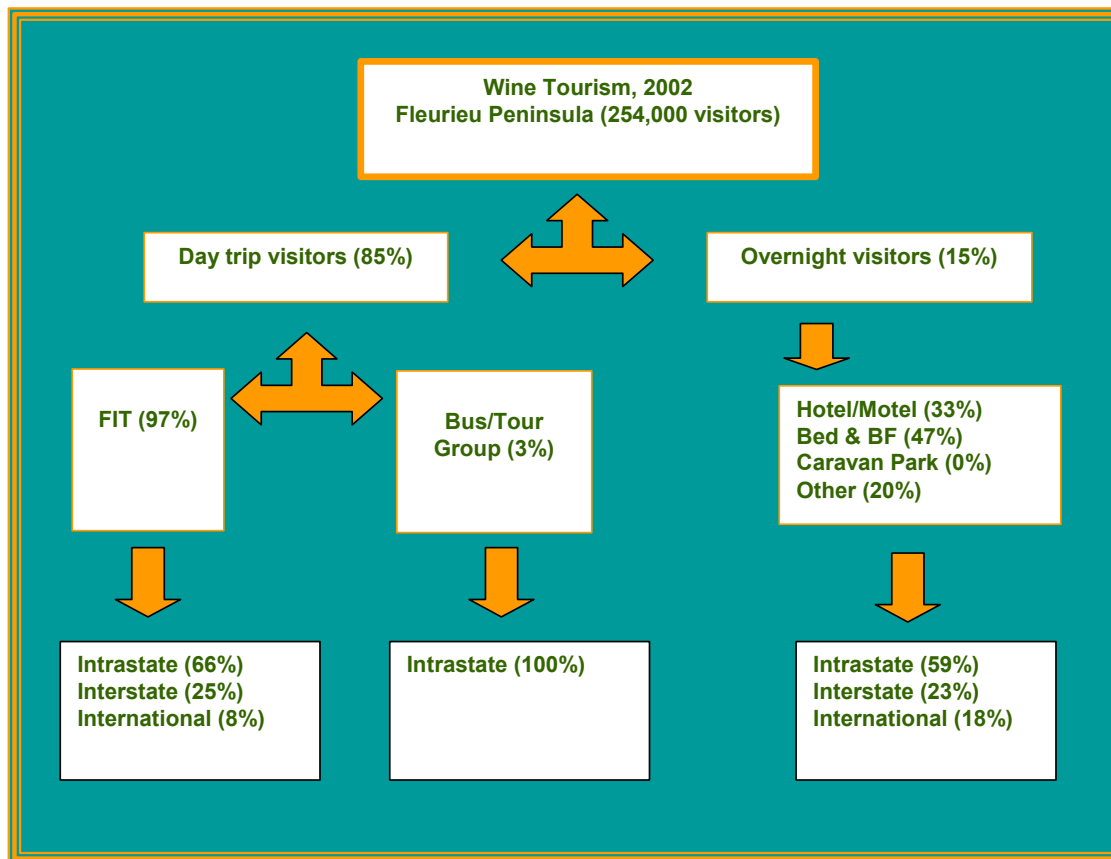 Wine Tourism, 2002
Fleurieu Peninsula (254,000 visitors)
Day trip visitors (85%)
Overnight visitors (15%)
FIT (97%)
Bus/Tour
Group (3%)
Hotel/Motel (33%)
Bed & BF (47%)
Caravan Park (0%)
Other (20%)
Intrastate (66%)
Interstate (25%)
International (8%)
Intrastate (100%)
Intrastate (59%)
Interstate (23%)
International (18%)